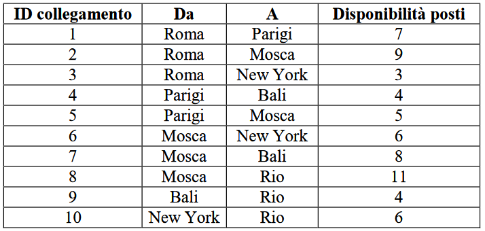 ID collegamento Da A Disponibilità posti
1 Roma Parigi 7
2 Roma Mosca 9
3 Roma New York 3
4 Parigi Bali 4
5 Parigi Mosca 5
6 Mosca New York 6
7 Mosca Bali 8
8 Mosca Rio 11
9 Bali Rio 4
10 New York Rio 6